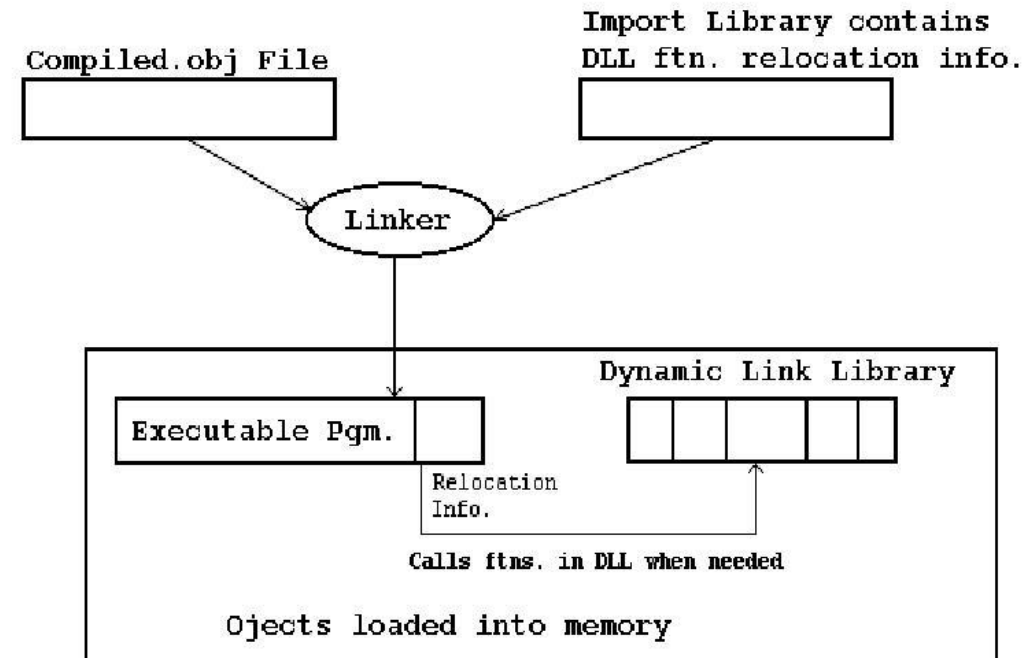 Compiled.obj File
Import Library contains
DLL ftn. relocation info.
Linker
Dynamic Link Library
Executable Pgm.
Relocation
Info.
Calls ftns. in DLL when needed
Ojects loaded into memory